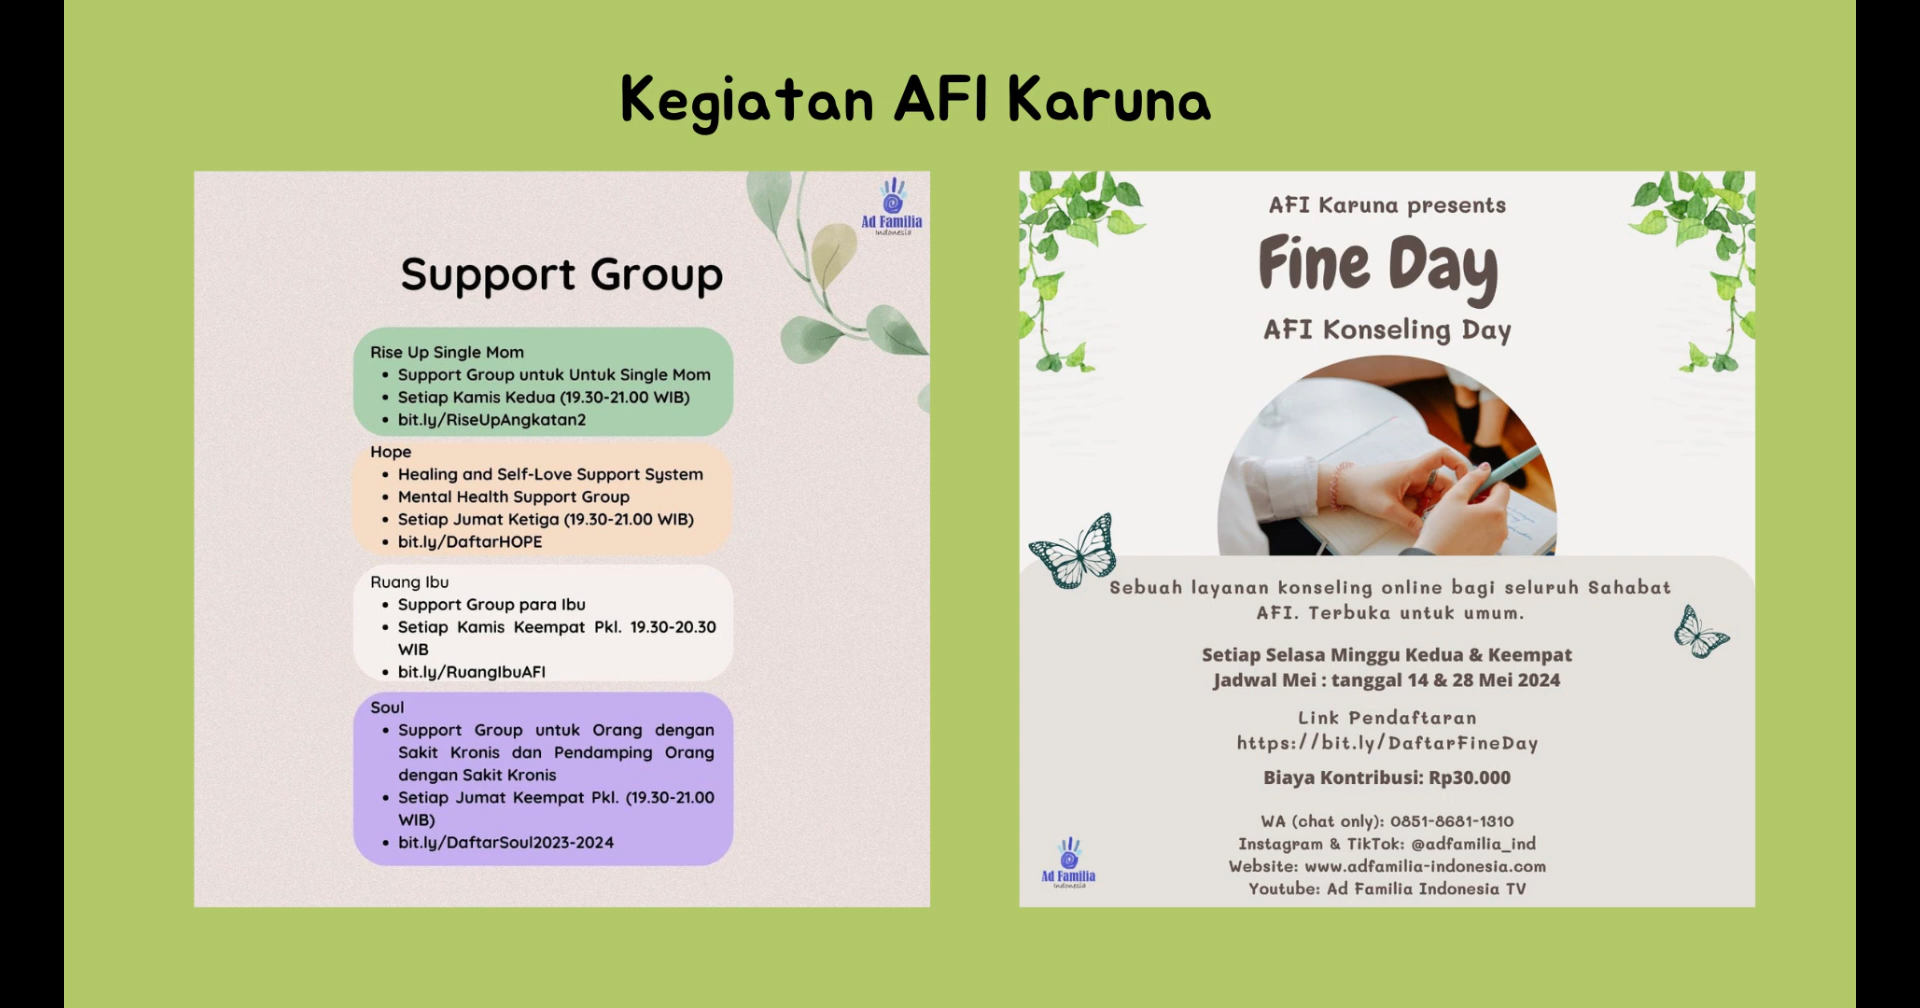 Kegiatan AFI Karuna
Ad Familia
Indonesia
Support Group
Rise Up Single Mom
• Support Group untuk Untuk Single Mom
• Setiap Kamis Kedua (19.30-21.00 WIB)
• bit.ly/RiseUpAngkatan2
Hope
• Healing and Self-Love Support System
• Mental Health Support Group
• Setiap Jumat Ketiga (19.30-21.00 WIB)
• bit.ly/DaftarHOPE
Ruang Ibu
• Support Group para Ibu
• Setiap Kamis Keempat Pkl. 19.30-20.30
WIB
• bit.ly/RuangIbuAFI
Soul
• Support Group untuk Orang dengan
Sakit Kronis dan Pendamping Orang
dengan Sakit Kronis
• Setiap Jumat Keempat Pkl. (19.30-21.00
WIB)
• bit.ly/DaftarSoul2023-2024
AFI Karuna presents
Fine Day
AFI Konseling Day
Sebuah layanan konseling online bagi seluruh Sahabat
AFI. Terbuka untuk umum.
Setiap Selasa Minggu Kedua & Keempat
Jadwal Mei : tanggal 14 & 28 Mei 2024
Link Pendaftaran
https://bit.ly/DaftarFineDay
Biaya Kontribusi: Rp30.000
WA (chat only): 0851-8681-1310
Instagram & TikTok: @adfamilia_ind
Website: www.adfamilia-indonesia.com
Youtube: Ad Familia Indonesia TV
Ad Familia
Indonesia